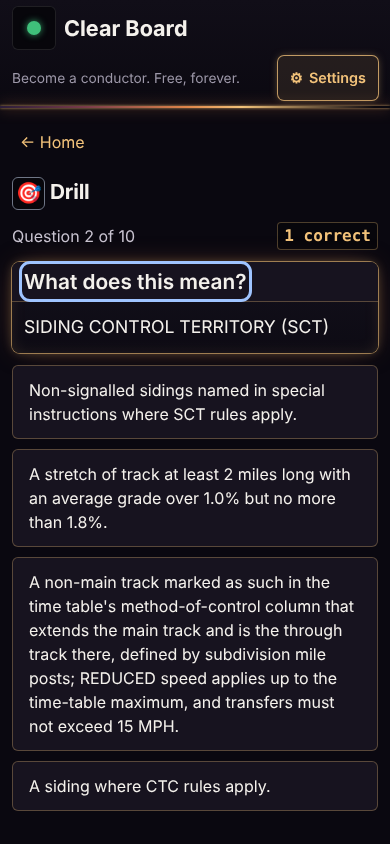 Clear Board
Become a conductor. Free, forever.
⚙ Settings
← Home
🎯 Drill
Question 2 of 10
1 correct
What does this mean?
SIDING CONTROL TERRITORY (SCT)
Non-signalled sidings named in special
instructions where SCT rules apply.
A stretch of track at least 2 miles long with
an average grade over 1.0% but no more
than 1.8%.
A non-main track marked as such in the
time table's method-of-control column that
extends the main track and is the through
track there, defined by subdivision mile
posts; REDUCED speed applies up to the
time-table maximum, and transfers must
not exceed 15 MPH.
A siding where CTC rules apply.